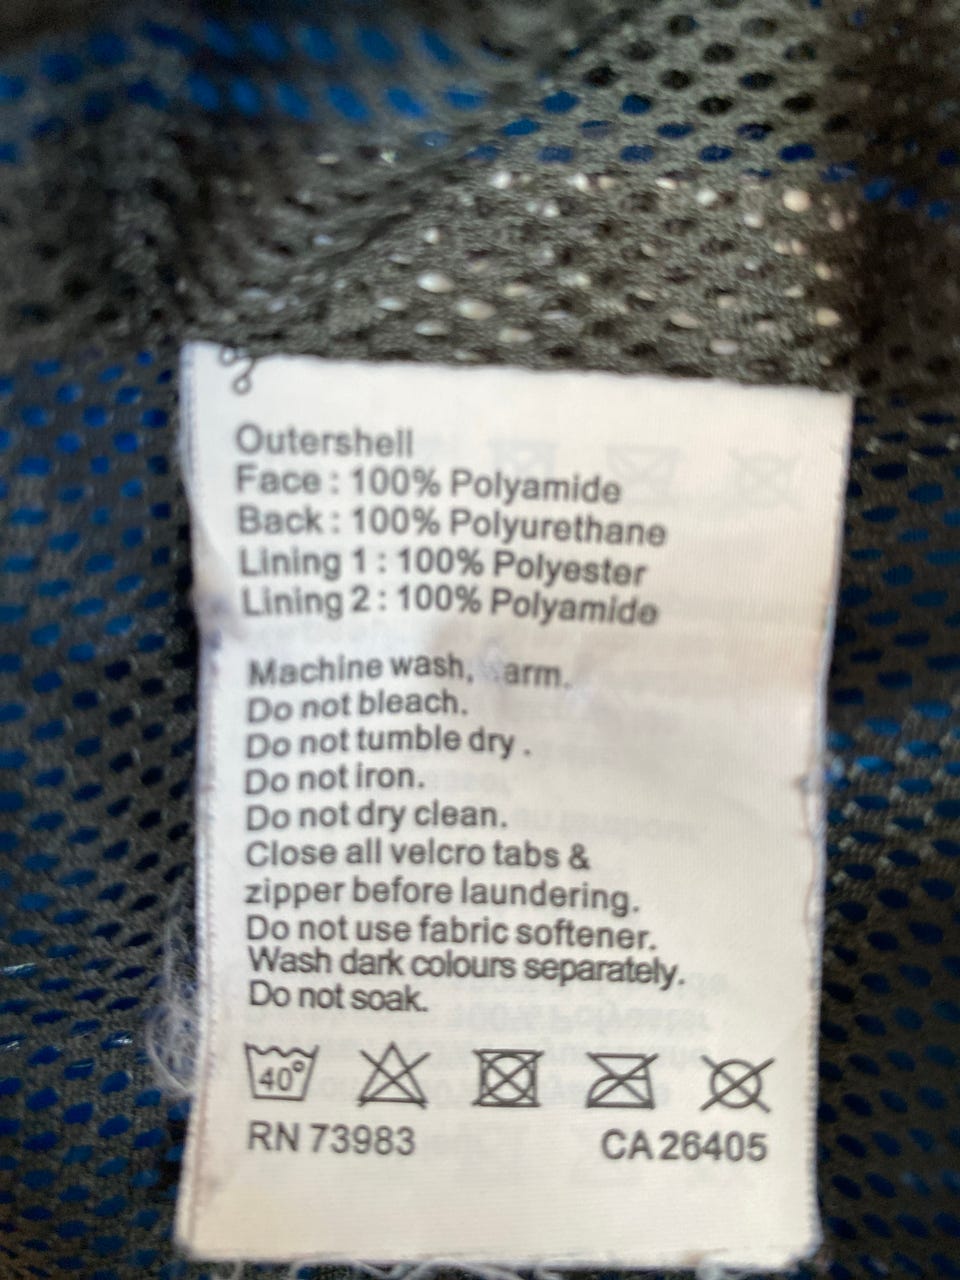 Outershell
Face : 100% Polyamide
Back : 100% Polyurethane
Lining 1 : 100% Polyester
Lining 2 : 100% Polyamide
Machine wash, warm.
Do not bleach.
Do not tumble dry .
Do not iron.
Do not dry clean.
Close all velcro tabs &
zipper before laundering.
Do not use fabric softener.
Wash dark colours separately.
Do not soak.
40°
RN 73983 CA 26405